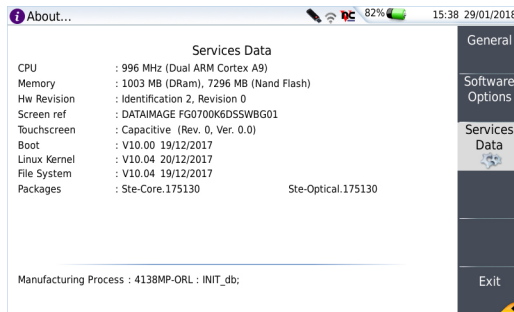 About...
82%
15:38 29/01/2018
Services Data
CPU : 996 MHz (Dual ARM Cortex A9)
Memory : 1003 MB (DRam), 7296 MB (Nand Flash)
Hw Revision : Identification 2, Revision 0
Screen ref : DATAIMAGE FG0700K6DSSWBG01
Touchscreen : Capacitive (Rev. 0, Ver. 0.0)
Boot : V10.00 19/12/2017
Linux Kernel : V10.04 20/12/2017
File System : V10.04 19/12/2017
Packages : Ste-Core.175130 Ste-Optical.175130
Manufacturing Process : 4138MP-ORL : INIT_db;
General
Software
Options
Services
Data
Exit